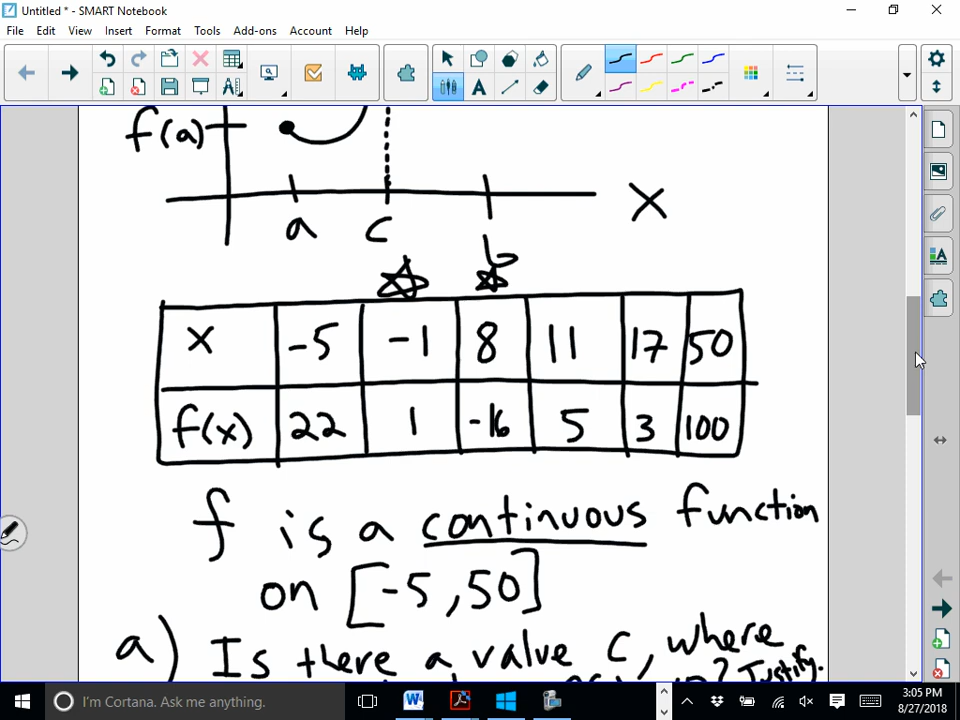 Untitled * - SMART Notebook
File Edit View Insert Format Tools Add-ons Account Help
f(a)
a c b x
x -5 -1 8 11 17 50
f(x) 22 1 -16 5 3 100
f is a continuous function
on [-5, 50]
a) Is there a value c, where
? Justify.
I'm Cortana. Ask me anything.
3:05 PM
8/27/2018